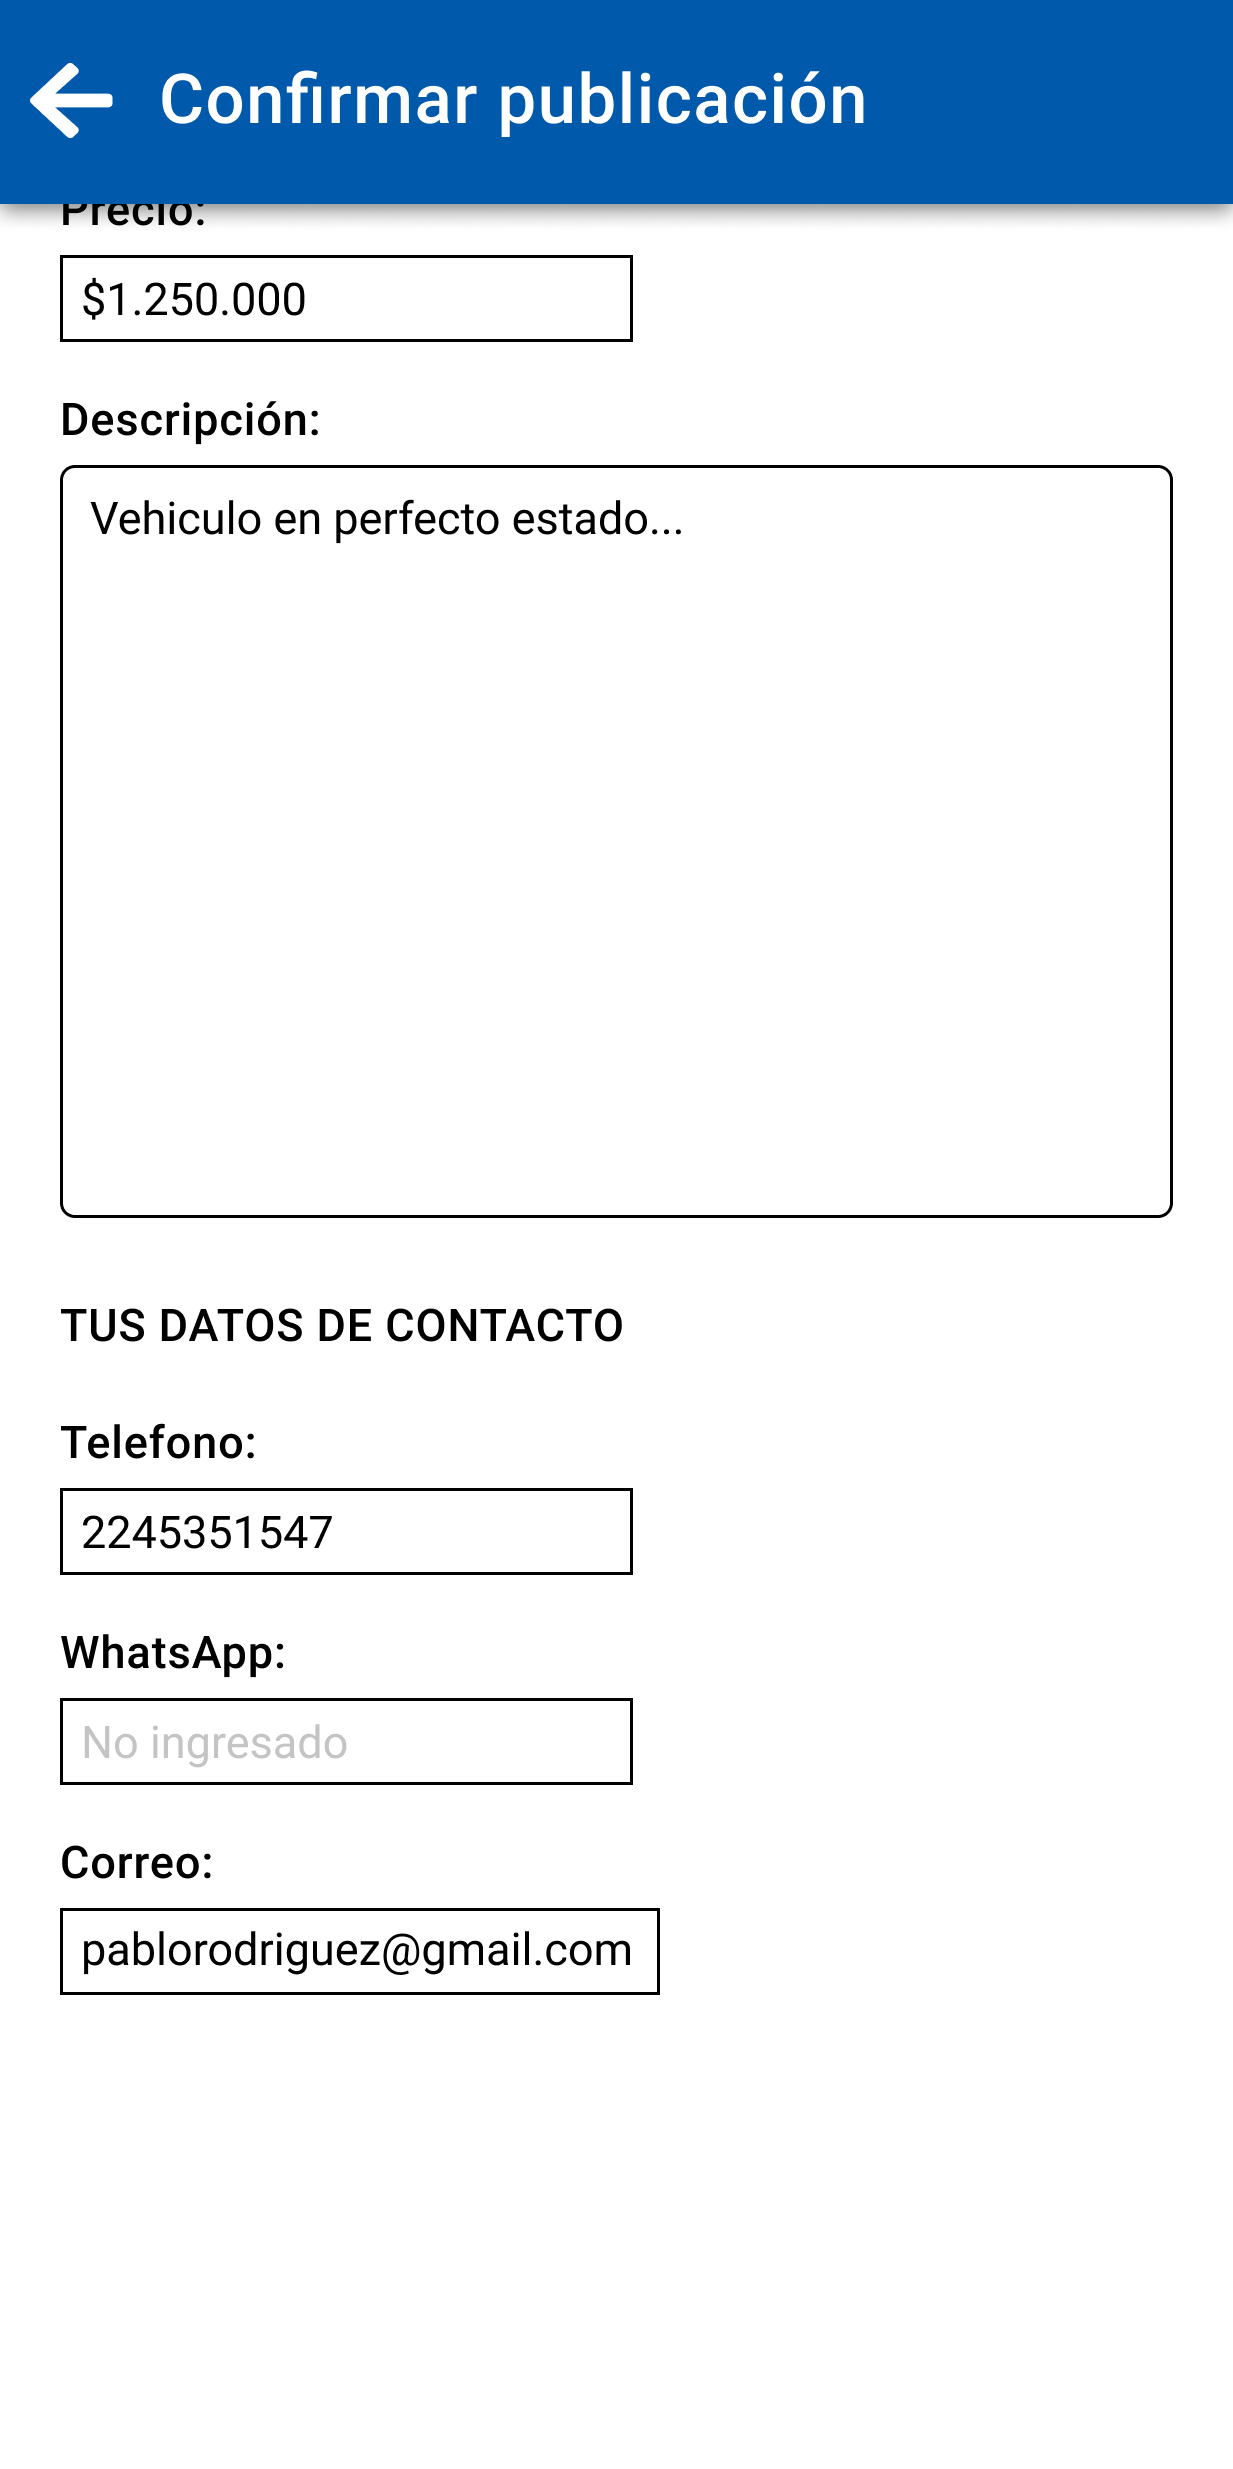 Confirmar publicación
Precio:
$1.250.000
Descripción:
Vehiculo en perfecto estado...
TUS DATOS DE CONTACTO
Telefono:
2245351547
WhatsApp:
No ingresado
Correo:
pablorodriguez@gmail.com